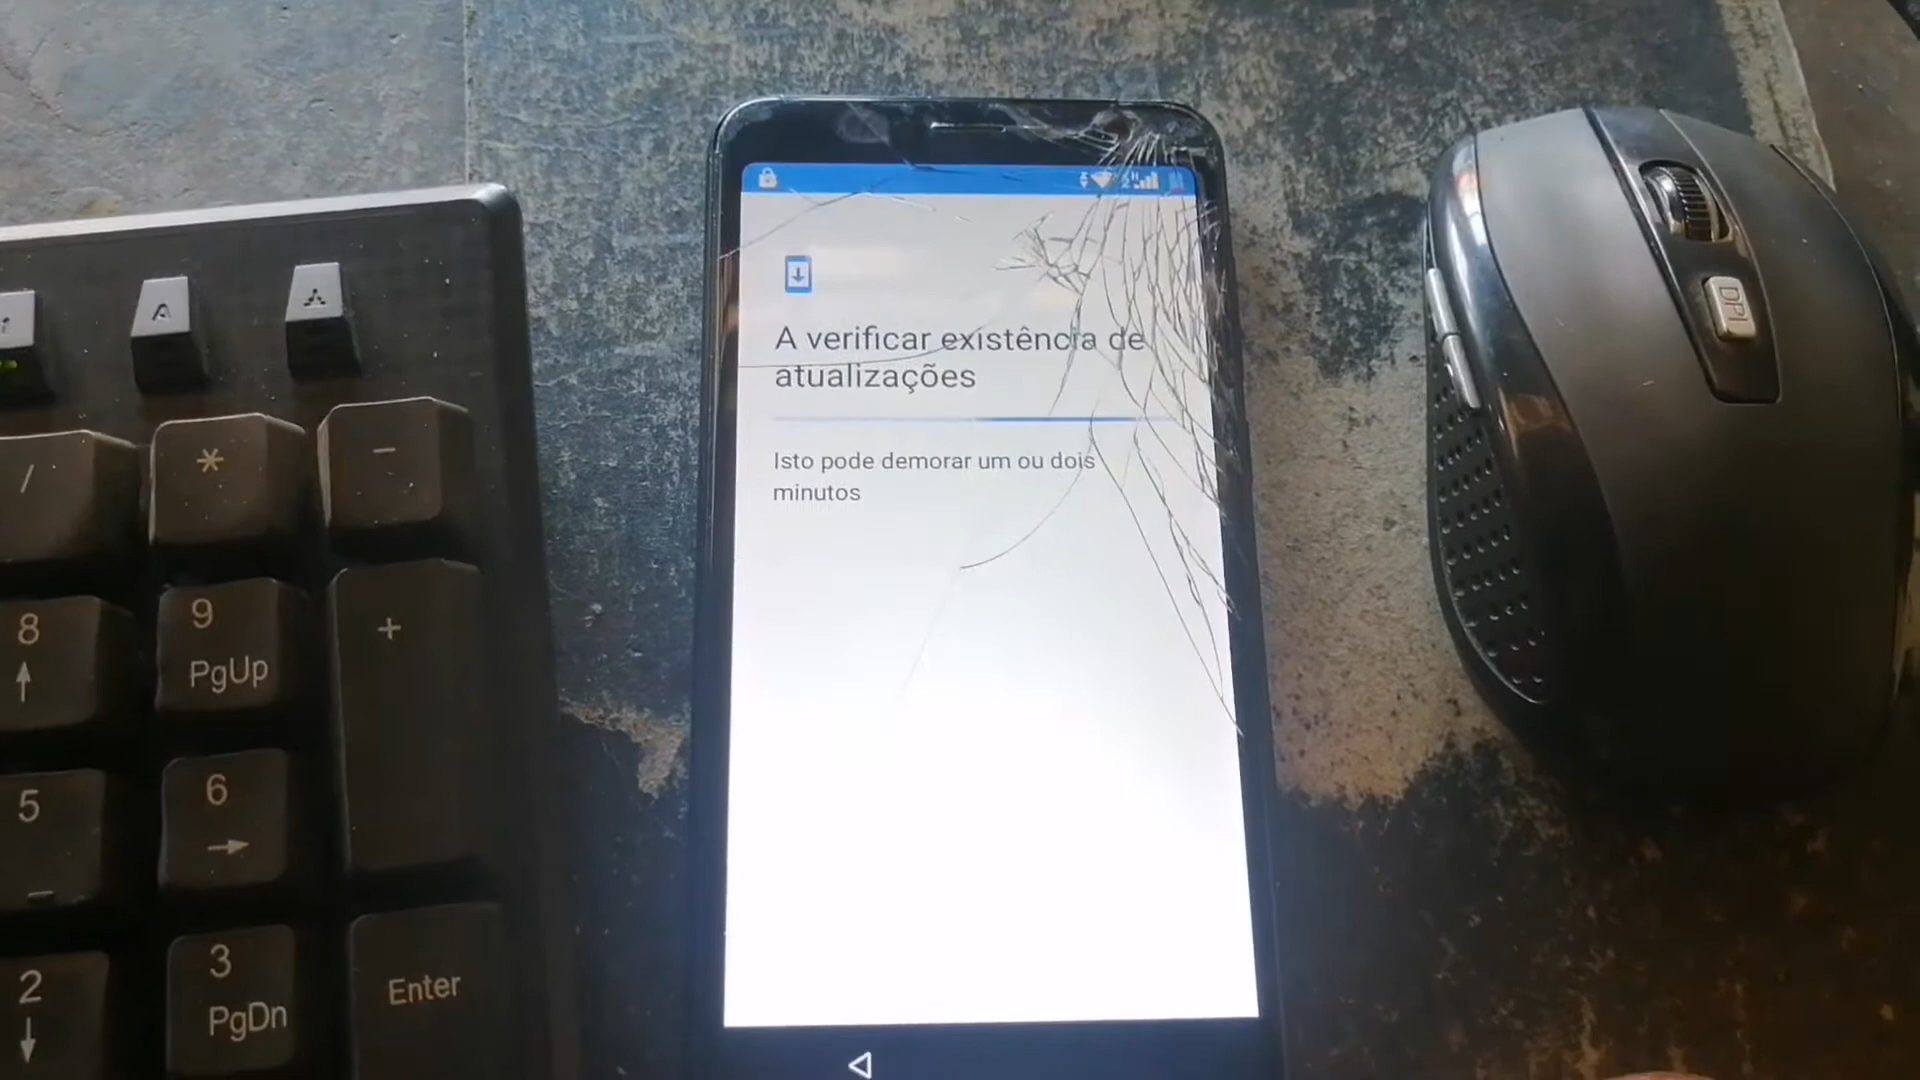 A verificar existência de
atualizações
Isto pode demorar um ou dois
minutos
DPI
A
/
*
-
8
9
PgUp
+
5
6
2
3
PgDn
Enter